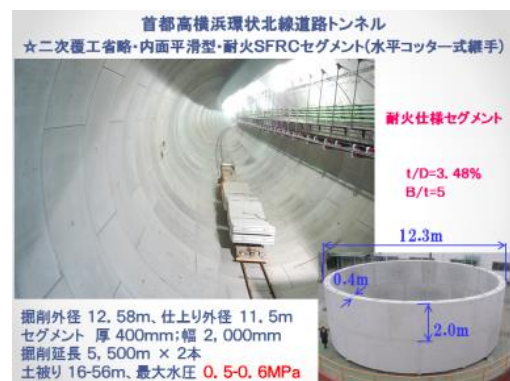 首都高横浜環状北線道路トンネル
☆二次覆工省略・内面平滑型・耐火SFRCセグメント(水平コッター式継手)
耐火仕様セグメント
t/D=3.48%
B/t=5
12.3m
0.4m
2.0m
掘削外径 12.58m、仕上り外径 11.5m
セグメント 厚 400mm;幅 2,000mm
掘削延長 5,500m × 2本
土被り 16-56m、最大水圧 0.5-0.6MPa